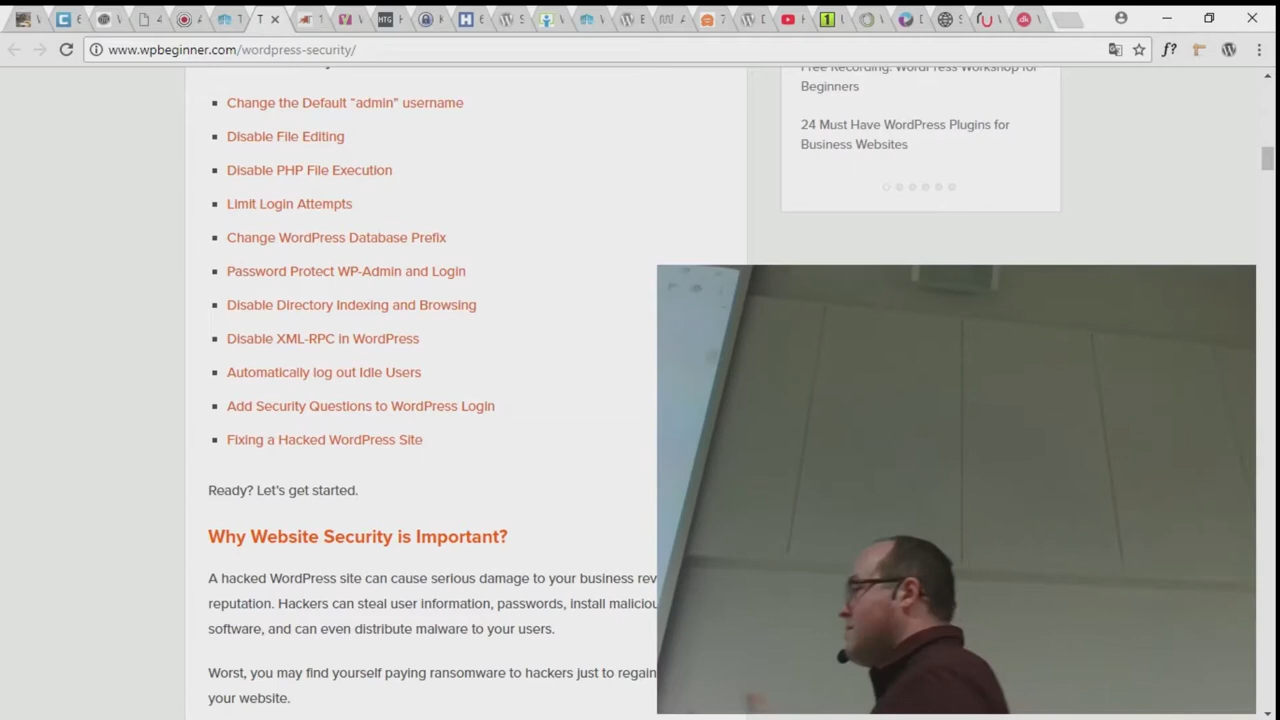 www.wpbeginner.com/wordpress-security/
f?
Change the Default “admin” username
Disable File Editing
Disable PHP File Execution
Limit Login Attempts
Change WordPress Database Prefix
Password Protect WP-Admin and Login
Disable Directory Indexing and Browsing
Disable XML-RPC in WordPress
Automatically log out Idle Users
Add Security Questions to WordPress Login
Fixing a Hacked WordPress Site
Ready? Let’s get started.
Why Website Security is Important?
A hacked WordPress site can cause serious damage to your business rev
reputation. Hackers can steal user information, passwords, install maliciou
software, and can even distribute malware to your users.
Worst, you may find yourself paying ransomware to hackers just to regain
your website.
Free Recording: WordPress Workshop for
Beginners
24 Must Have WordPress Plugins for
Business Websites